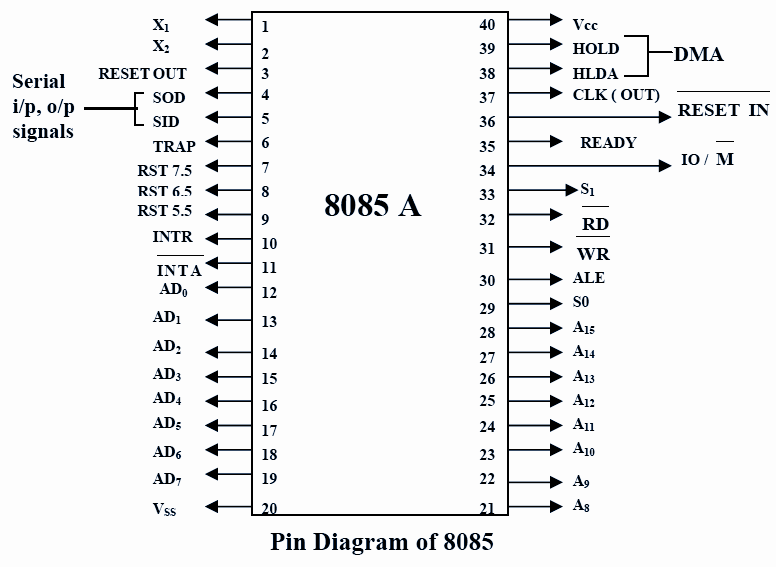 X1 1 40 Vcc
X2 2 39 HOLD
RESET OUT 3 38 HLDA
DMA
Serial
i/p, o/p
signals
SOD 4 37 CLK ( OUT)
SID 5 36 RESET IN
TRAP 6 35 READY
RST 7.5 7 34 IO / M̅
RST 6.5 8 33 S1
RST 5.5 9 32 R̅D̅
8085 A
INTR 10 31 W̅R̅
I̅N̅T̅A̅ 11 30 ALE
AD0 12 29 S0
AD1 13 28 A15
AD2 14 27 A14
AD3 15 26 A13
AD4 16 25 A12
AD5 17 24 A11
AD6 18 23 A10
AD7 19 22 A9
VSS 20 21 A8
Pin Diagram of 8085